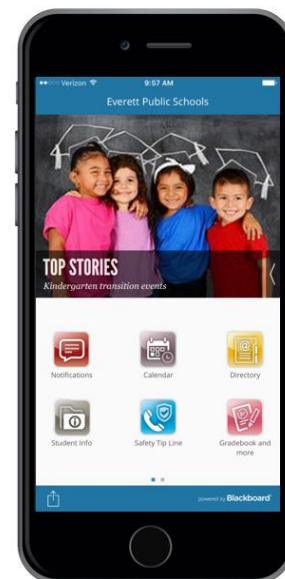 Verizon 9:57 AM
Everett Public Schools
TOP STORIES
Kindergarten transition events
Notifications Calendar Directory
Student Info Safety Tip Line Gradebook and
more
powered by Blackboard